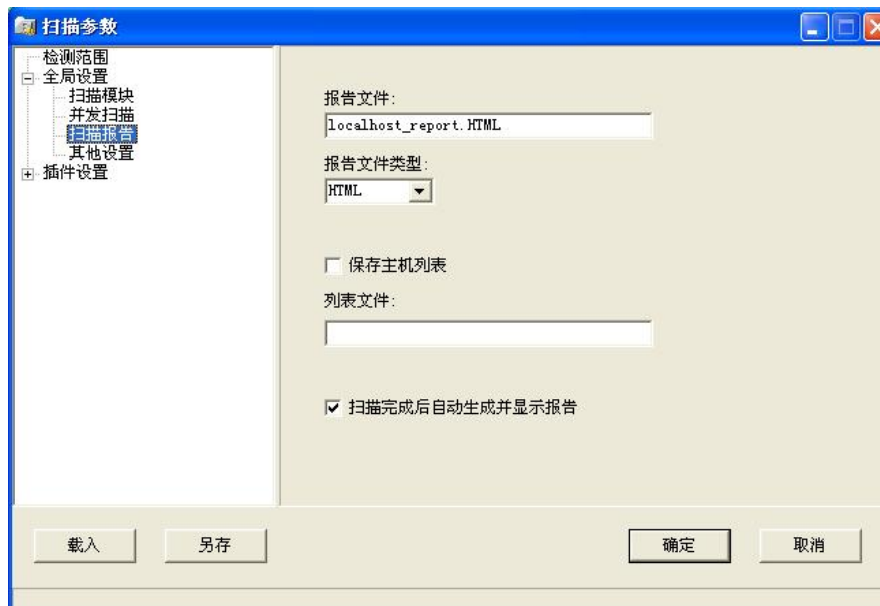 扫描参数
检测范围
全局设置
扫描模块
并发扫描
扫描报告
其他设置
插件设置
报告文件:
localhost_report.HTML
报告文件类型:
HTML
保存主机列表
列表文件:
扫描完成后自动生成并显示报告
载入
另存
确定
取消